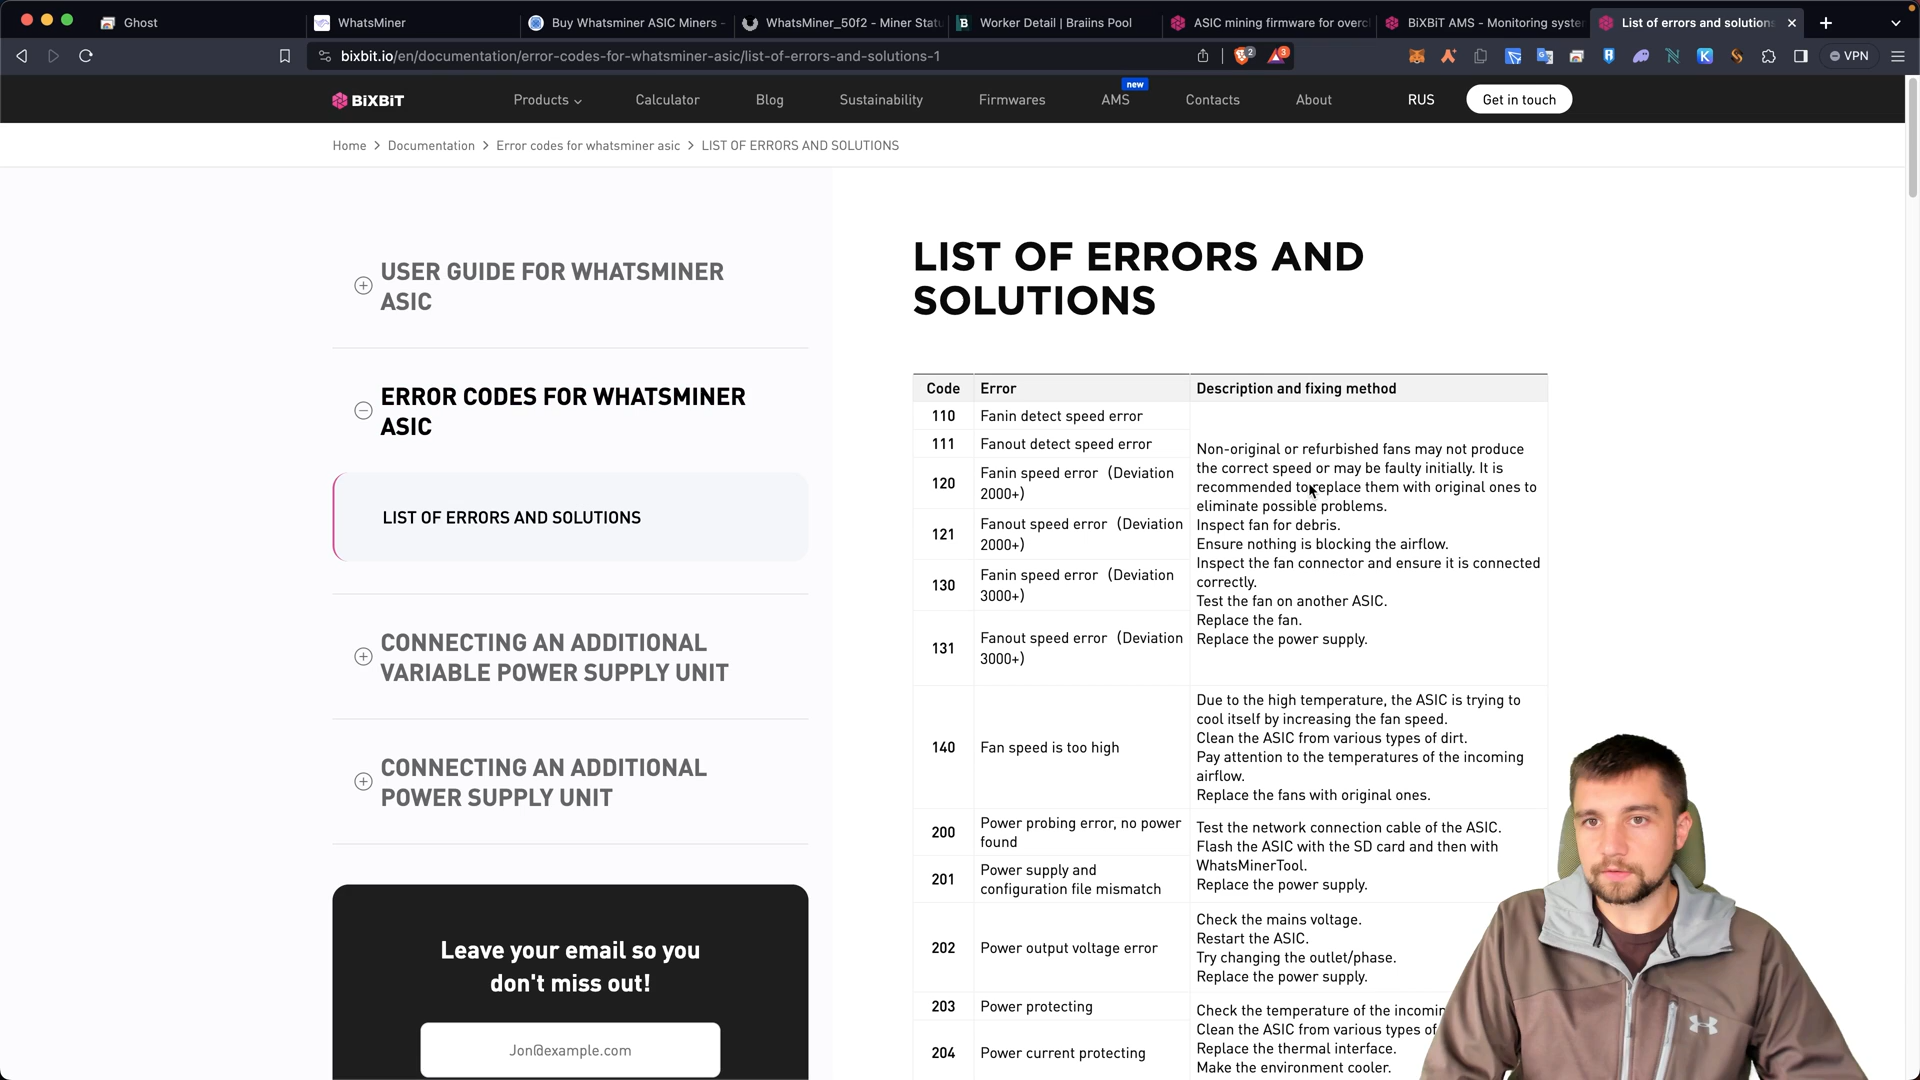 Ghost
WhatsMiner
Buy Whatsminer ASIC Miners -
WhatsMiner_50f2 - Miner Statu
Worker Detail | Braiins Pool
ASIC mining firmware for overcl
BiXBiT AMS - Monitoring syste
List of errors and solutions
bixbit.io/en/documentation/error-codes-for-whatsminer-asic/list-of-errors-and-solutions-1
2
3
VPN
BiXBiT
Products
Calculator
Blog
Sustainability
Firmwares
AMS
new
Contacts
About
RUS
Get in touch
Home > Documentation > Error codes for whatsminer asic > LIST OF ERRORS AND SOLUTIONS
USER GUIDE FOR WHATSMINER
ASIC
ERROR CODES FOR WHATSMINER
ASIC
LIST OF ERRORS AND SOLUTIONS
CONNECTING AN ADDITIONAL
VARIABLE POWER SUPPLY UNIT
CONNECTING AN ADDITIONAL
POWER SUPPLY UNIT
Leave your email so you
don't miss out!
Jon@example.com
LIST OF ERRORS AND
SOLUTIONS
Code Error Description and fixing method
110 Fanin detect speed error
111 Fanout detect speed error
120 Fanin speed error（Deviation
2000+）
121 Fanout speed error（Deviation
2000+）
130 Fanin speed error（Deviation
3000+）
131 Fanout speed error（Deviation
3000+）
Non-original or refurbished fans may not produce
the correct speed or may be faulty initially. It is
recommended to replace them with original ones to
eliminate possible problems.
Inspect fan for debris.
Ensure nothing is blocking the airflow.
Inspect the fan connector and ensure it is connected
correctly.
Test the fan on another ASIC.
Replace the fan.
Replace the power supply.
140 Fan speed is too high
Due to the high temperature, the ASIC is trying to
cool itself by increasing the fan speed.
Clean the ASIC from various types of dirt.
Pay attention to the temperatures of the incoming
airflow.
Replace the fans with original ones.
200 Power probing error, no power
found
201 Power supply and
configuration file mismatch
Test the network connection cable of the ASIC.
Flash the ASIC with the SD card and then with
WhatsMinerTool.
Replace the power supply.
202 Power output voltage error
Check the mains voltage.
Restart the ASIC.
Try changing the outlet/phase.
Replace the power supply.
203 Power protecting
204 Power current protecting
Check the temperature of the incomin
Clean the ASIC from various types of
Replace the thermal interface.
Make the environment cooler.